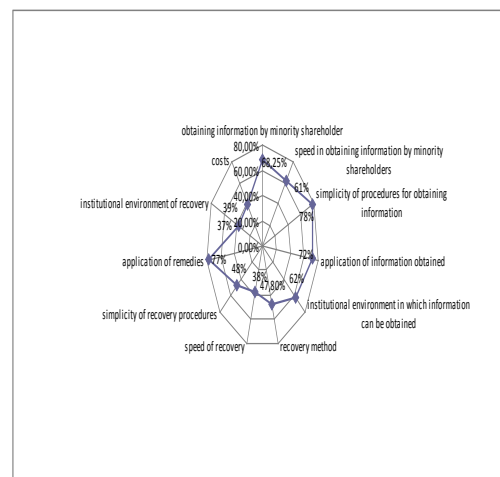 obtaining information by minority shareholder
80,00%
68,25%
speed in obtaining information by minority
shareholders
costs
60,00%
61%
simplicity of procedures for obtaining
information
40,00%
39%
78%
institutional environment of recovery
37%
20,00%
0,00%
72%
application of information obtained
application of remedies
77%
48%
38%
62%
47,80%
institutional environment in which information
can be obtained
simplicity of recovery procedures
speed of recovery
recovery method